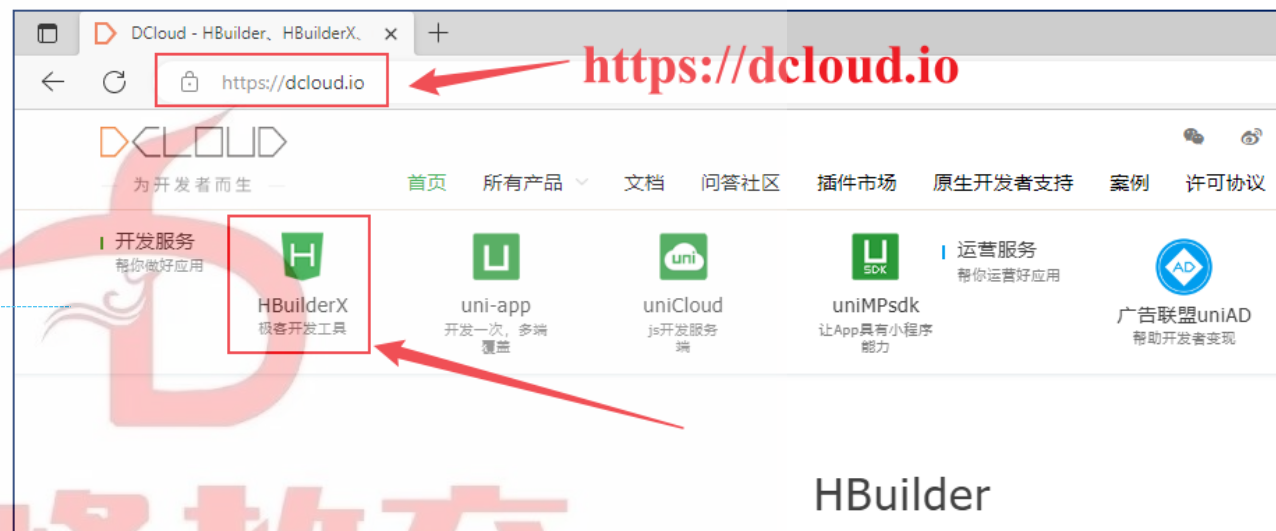 DCloud - HBuilder、HBuilderX、
https://dcloud.io
https://dcloud.io
DCLOUD
为开发者而生
首页 所有产品 文档 问答社区 插件市场 原生开发者支持 案例 许可协议
开发服务
帮你做好应用
HBuilderX
极客开发工具
uni-app
开发一次，多端
覆盖
uni
uniCloud
js开发服务
端
SDK
uniMPsdk
让App具有小程序
能力
运营服务
帮你运营好应用
AD
广告联盟uniAD
帮助开发者变现
HBuilder
教育